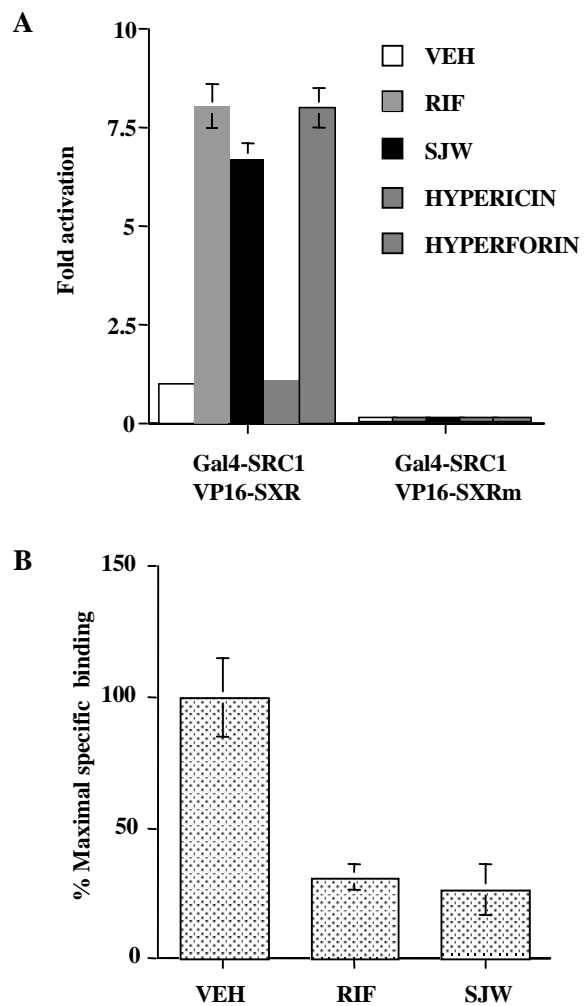 A
10
7.5
5
2.5
0
Fold activation
VEH
RIF
SJW
HYPERICIN
HYPERFORIN
Gal4-SRC1
VP16-SXR
Gal4-SRC1
VP16-SXRm
B
150
100
50
0
% Maximal specific binding
VEH
RIF
SJW